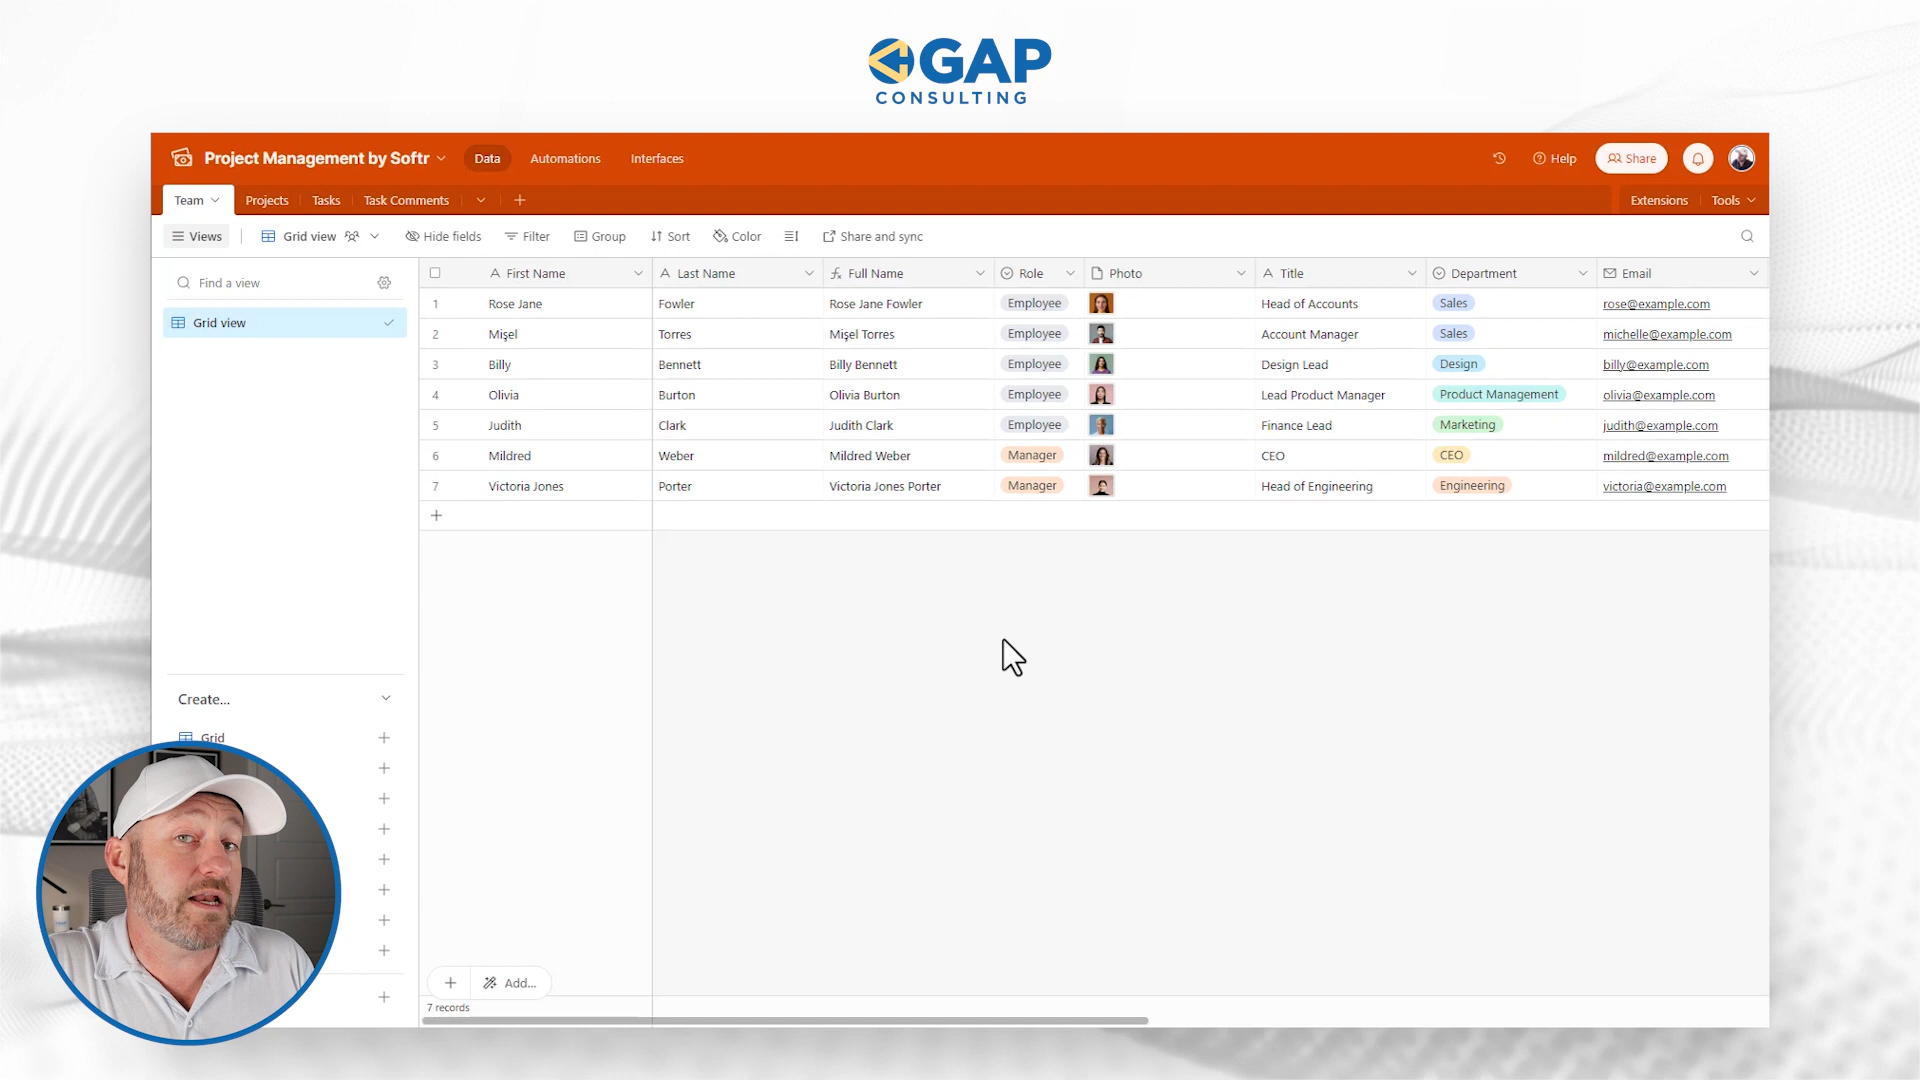 GAP
CONSULTING
Project Management by Softr
Data
Automations
Interfaces
Help
Share
Team
Projects
Tasks
Task Comments
Extensions
Tools
Views
Grid view
Hide fields
Filter
Group
Sort
Color
Share and sync
Find a view
Grid view
Create...
Grid
First Name Last Name Full Name Role Photo Title Department Email
1 Rose Jane Fowler Rose Jane Fowler Employee Head of Accounts Sales rose@example.com
2 Mişel Torres Mişel Torres Employee Account Manager Sales michelle@example.com
3 Billy Bennett Billy Bennett Employee Design Lead Design billy@example.com
4 Olivia Burton Olivia Burton Employee Lead Product Manager Product Management olivia@example.com
5 Judith Clark Judith Clark Employee Finance Lead Marketing judith@example.com
6 Mildred Weber Mildred Weber Manager CEO CEO mildred@example.com
7 Victoria Jones Porter Victoria Jones Porter Manager Head of Engineering Engineering victoria@example.com
Add...
7 records